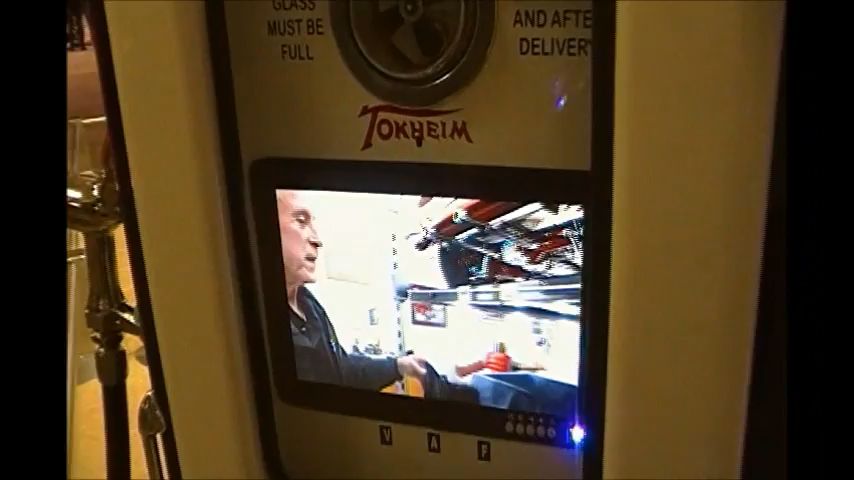 GLASS
MUST BE
FULL
AND AFTE
DELIVER
TOKHEIM
V A F